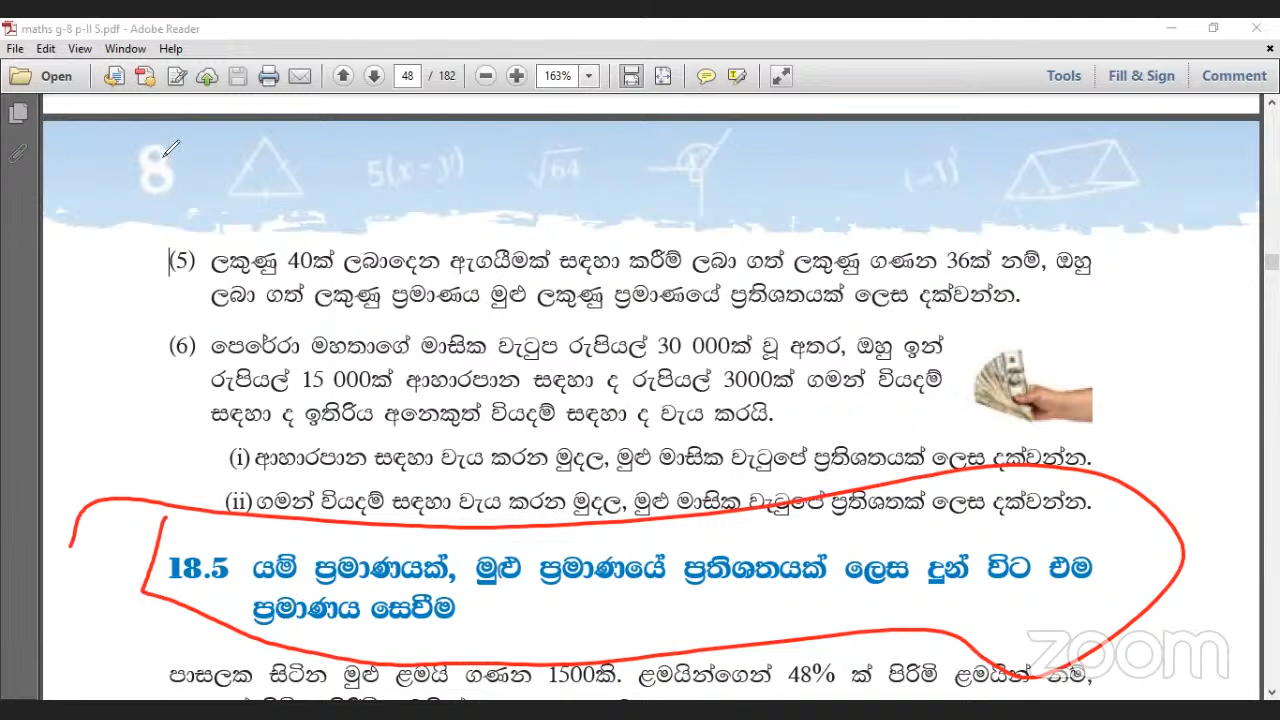 maths g-8 p-II S.pdf - Adobe Reader
File Edit View Window Help
Open 48 / 182 163% Tools Fill & Sign Comment
8 5(x-y) √64 (-1)
(5) ලකුණු 40ක් ලබාදෙන ඇගයීමක් සඳහා කරීම් ලබා ගත් ලකුණු ගණන 36ක් නම්, ඔහු
ලබා ගත් ලකුණු ප්‍රමාණය මුළු ලකුණු ප්‍රමාණයේ ප්‍රතිශතයක් ලෙස දක්වන්න.
(6) පෙරේරා මහතාගේ මාසික වැටුප රුපියල් 30 000ක් වූ අතර, ඔහු ඉන්
රුපියල් 15 000ක් ආහාරපාන සඳහා ද රුපියල් 3000ක් ගමන් වියදම්
සඳහා ද ඉතිරිය අනෙකුත් වියදම් සඳහා ද වැය කරයි.
(i) ආහාරපාන සඳහා වැය කරන මුදල, මුළු මාසික වැටුපේ ප්‍රතිශතයක් ලෙස දක්වන්න.
(ii) ගමන් වියදම් සඳහා වැය කරන මුදල, මුළු මාසික වැටුපේ ප්‍රතිශතක් ලෙස දක්වන්න.
18.5 යම් ප්‍රමාණයක්, මුළු ප්‍රමාණයේ ප්‍රතිශතයක් ලෙස දුන් විට එම
ප්‍රමාණය සෙවීම
zoom
පාසලක සිටින මුළු ළමයි ගණන 1500කි. ළමයින්ගෙන් 48% ක් පිරිමි ළමයින් නම්,